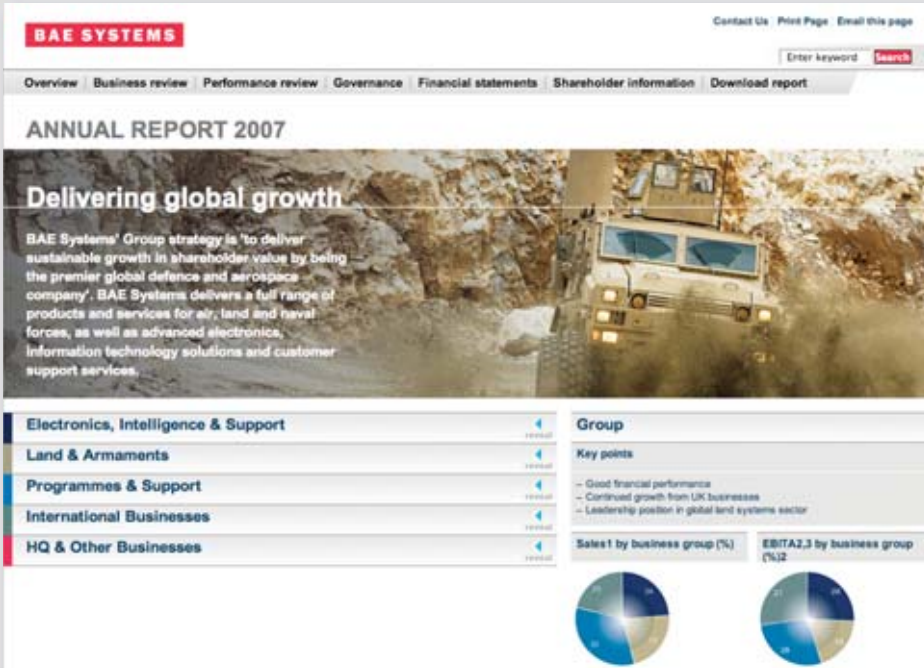 Contact Us Print Page Email this page
BAE SYSTEMS
Enter keyword Search
Overview Business review Performance review Governance Financial statements Shareholder information Download report
ANNUAL REPORT 2007
Delivering global growth
BAE Systems' Group strategy is 'to deliver
sustainable growth in shareholder value by being
the premier global defence and aerospace
company'. BAE Systems delivers a full range of
products and services for air, land and naval
forces, as well as advanced electronics,
information technology solutions and customer
support services.
Electronics, Intelligence & Support
reveal
Land & Armaments
reveal
Programmes & Support
reveal
International Businesses
reveal
HQ & Other Businesses
reveal
Group
Key points
– Good financial performance
– Continued growth from UK businesses
– Leadership position in global land systems sector
Sales1 by business group (%)
EBITA2,3 by business group
(%)2